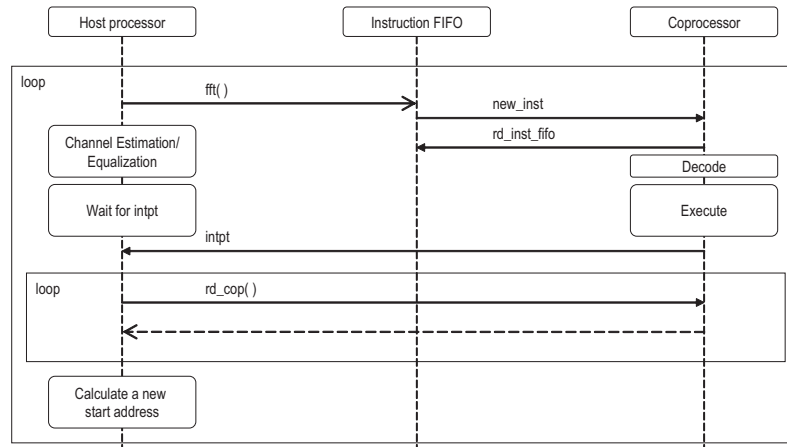 Host processor
Instruction FIFO
Coprocessor
loop
fft( )
new_inst
rd_inst_fifo
Channel Estimation/
Equalization
Decode
Wait for intpt
Execute
intpt
loop
rd_cop( )
Calculate a new
start address